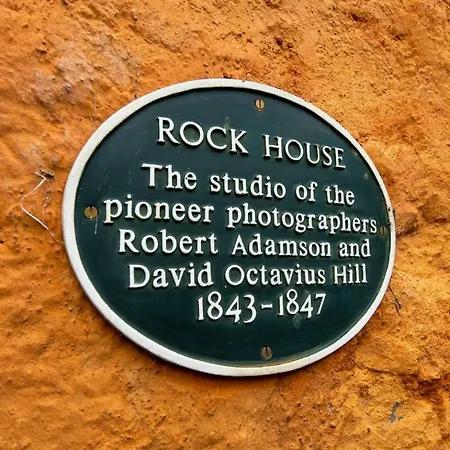 ROCK HOUSE
The studio of the
pioneer photographers
Robert Adamson and
David Octavius Hill
1843-1847